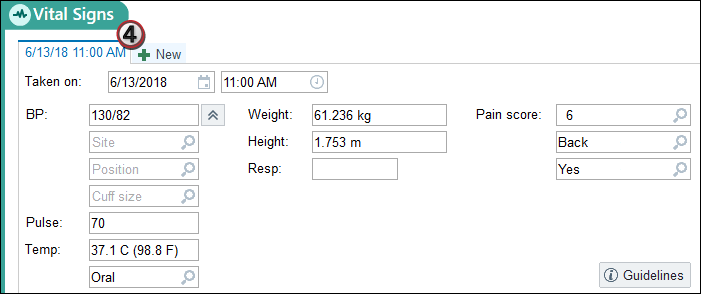 Vital Signs
4
6/13/18 11:00 AM New
Taken on: 6/13/2018 11:00 AM
BP: 130/82 Weight: 61.236 kg Pain score: 6
Site Height: 1.753 m Back
Position Resp: Yes
Cuff size
Pulse: 70
Temp: 37.1 C (98.8 F)
Oral Guidelines